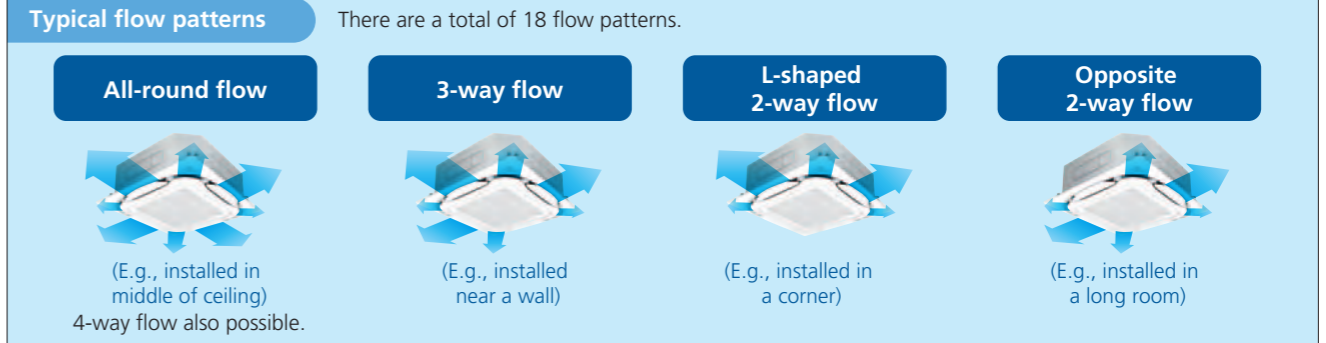 Typical flow patterns
There are a total of 18 flow patterns.
All-round flow
3-way flow
L-shaped
2-way flow
Opposite
2-way flow
(E.g., installed in
middle of ceiling)
4-way flow also possible.
(E.g., installed
near a wall)
(E.g., installed in
a corner)
(E.g., installed in
a long room)